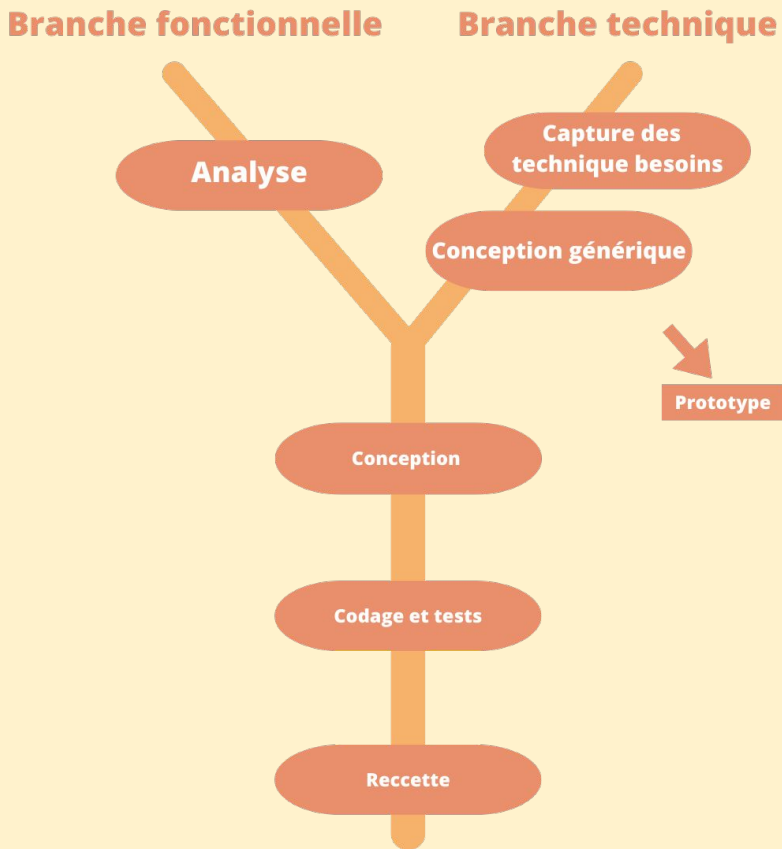 Branche fonctionnelle
Branche technique
Analyse
Capture des
technique besoins
Conception générique
Prototype
Conception
Codage et tests
Reccette